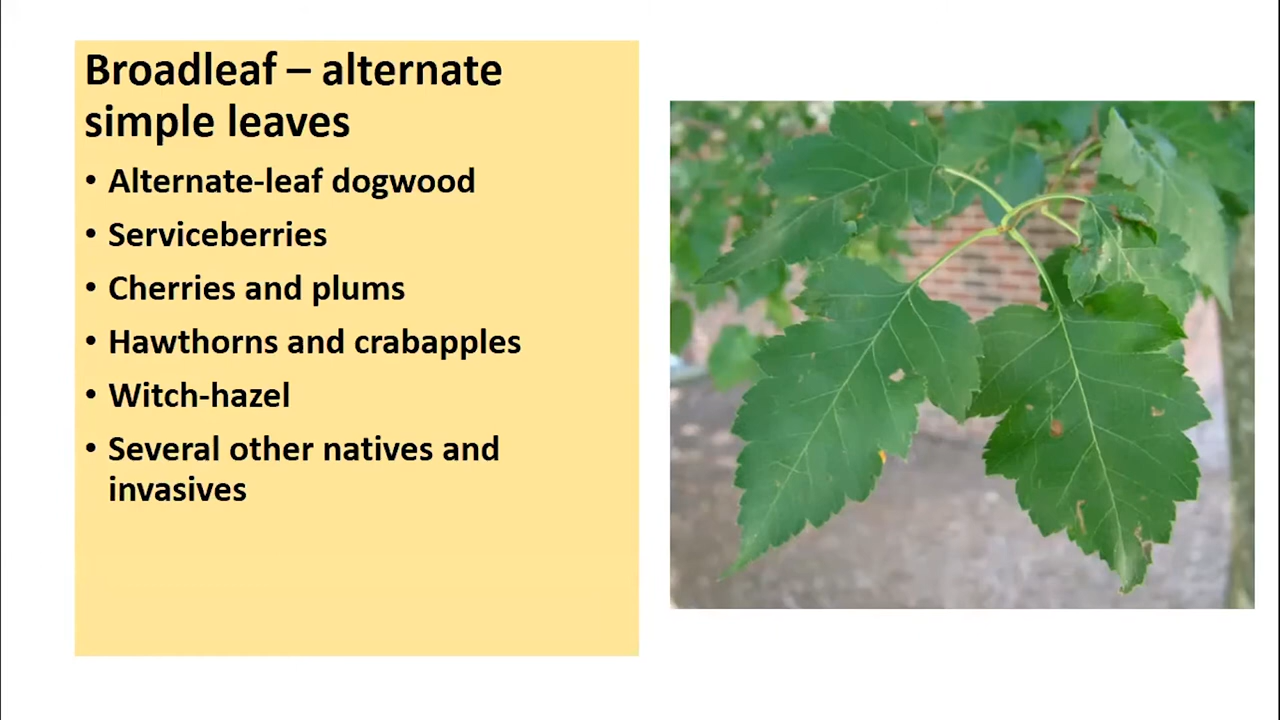 Broadleaf – alternate
simple leaves
• Alternate-leaf dogwood
• Serviceberries
• Cherries and plums
• Hawthorns and crabapples
• Witch-hazel
• Several other natives and
invasives